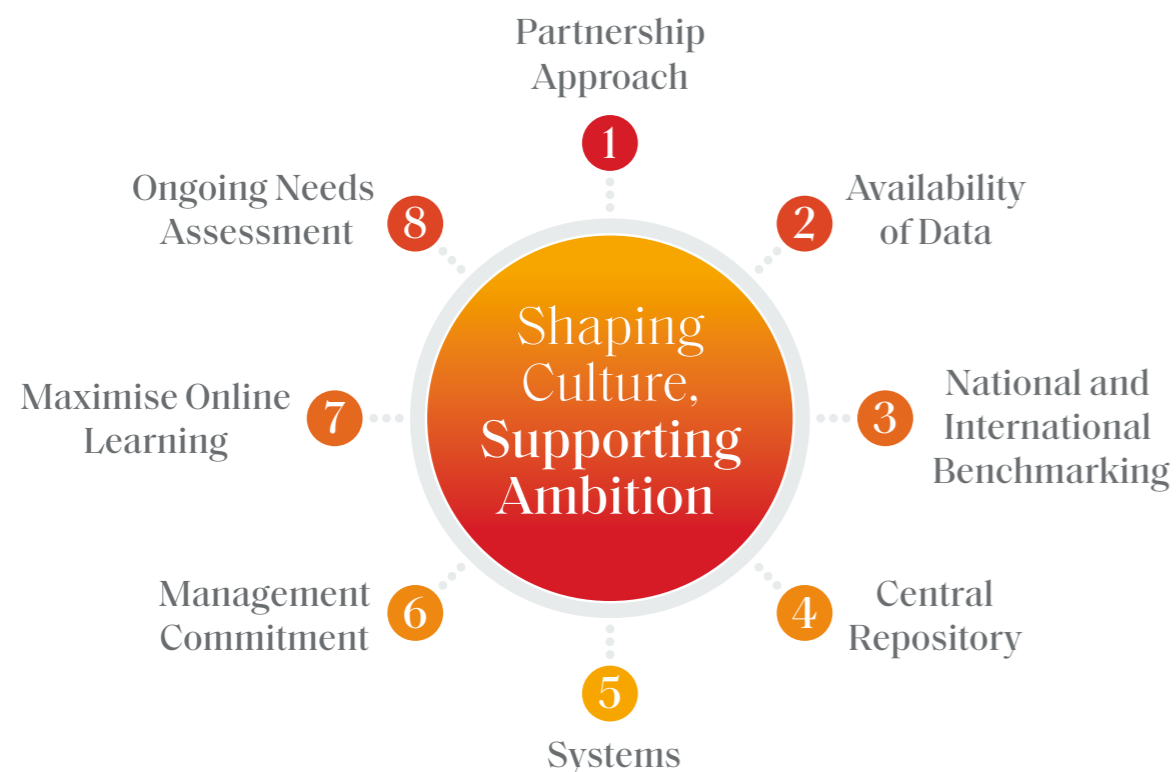 Partnership
Approach
1
Ongoing Needs
Assessment
8
2
Availability
of Data
Shaping
Culture,
Supporting
Ambition
Maximise Online
Learning
7
3
National and
International
Benchmarking
Management
Commitment
6
4
Central
Repository
5
Systems